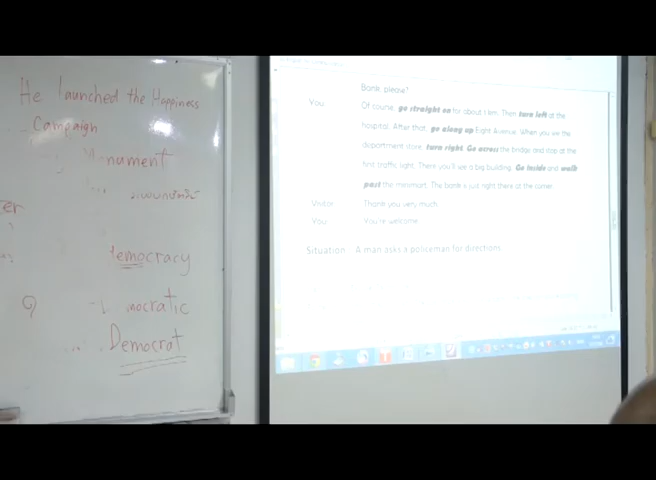 He launched the Happiness
Campaign
Monument
er
democracy
mocratic
Democrat
Bank, please?
You Of course, go straight on for about 1 km. Then turn left at the
hospital. After that, go along up Eight Avenue. When you see the
department store, turn right. Go across the bridge and stop at the
first traffic light. There you'll see a big building. Go inside and walk
past the minimart. The bank's just right there at the corner.
Visitor Thank you very much.
You You're welcome.
Situation A man asks a policeman for directions.